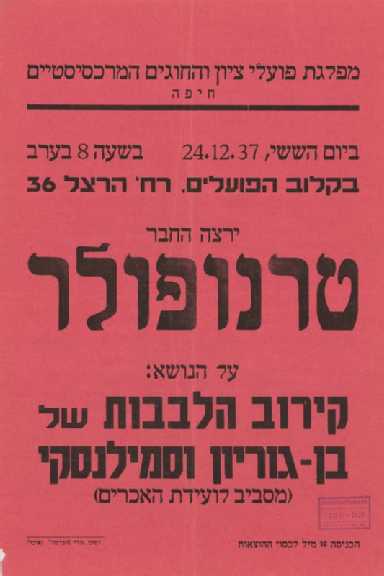 מפלגת פועלי ציון והחוגים המרכסיסטיים
חיפה
ביום הששי, 24.12.37 בשעה 8 בערב
בקלוב הפועלים, רח' הרצל 36
ירצה החבר
טרנופולר
על הנושא:
קירוב הלבבות של
בן-גוריון וסמילנסקי
(מסביב לועידת האכרים)
הכניסה 10 מיל לכסוי ההוצאות